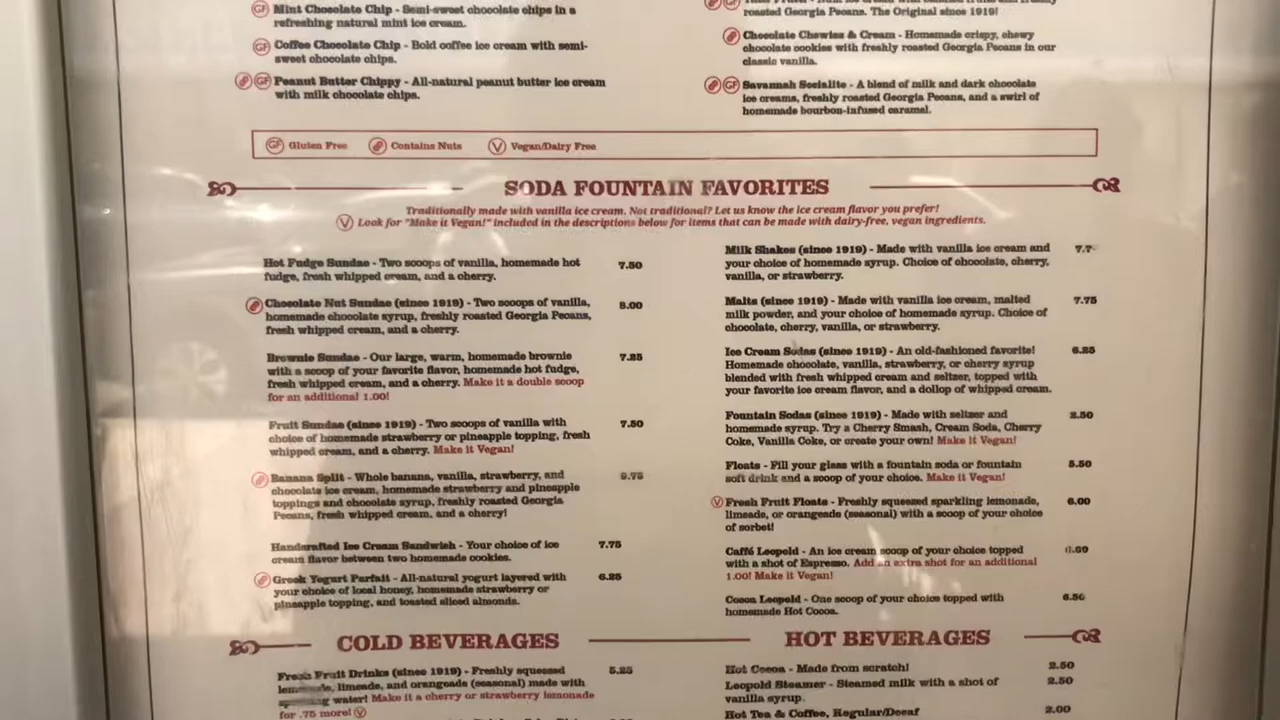 GF Mint Chocolate Chip - Semi-sweet chocolate chips in a
refreshing natural mint ice cream.
GF Coffee Chocolate Chip - Bold coffee ice cream with semi-
sweet chocolate chips.
GF Peanut Butter Chippy - All-natural peanut butter ice cream
with milk chocolate chips.
roasted Georgia Pecans. The Original since 1919!
Chocolate Chewies & Cream - Homemade crispy, chewy
chocolate cookies with freshly roasted Georgia Pecans in our
classic vanilla.
GF Savannah Socialite - A blend of milk and dark chocolate
ice creams, freshly roasted Georgia Pecans, and a swirl of
homemade bourbon-infused caramel.
GF Gluten Free Contains Nuts V Vegan/Dairy Free
SODA FOUNTAIN FAVORITES
Traditionally made with vanilla ice cream. Not traditional? Let us know the ice cream flavor you prefer!
V Look for "Make it Vegan!" included in the descriptions below for items that can be made with dairy-free, vegan ingredients.
Hot Fudge Sundae - Two scoops of vanilla, homemade hot 7.50
fudge, fresh whipped cream, and a cherry.
Chocolate Nut Sundae (since 1919) - Two scoops of vanilla, 8.00
homemade chocolate syrup, freshly roasted Georgia Pecans,
fresh whipped cream, and a cherry.
Brownie Sundae - Our large, warm, homemade brownie 7.25
with a scoop of your favorite flavor, homemade hot fudge,
fresh whipped cream, and a cherry. Make it a double scoop
for an additional 1.00!
Fruit Sundae (since 1919) - Two scoops of vanilla with 7.50
choice of homemade strawberry or pineapple topping, fresh
whipped cream, and a cherry. Make it Vegan!
Banana Split - Whole banana, vanilla, strawberry, and 9.75
chocolate ice cream, homemade strawberry and pineapple
toppings and chocolate syrup, freshly roasted Georgia
Pecans, fresh whipped cream, and a cherry!
Handcrafted Ice Cream Sandwich - Your choice of ice 7.75
cream flavor between two homemade cookies.
Greek Yogurt Parfait - All-natural yogurt layered with 6.25
your choice of local honey, homemade strawberry or
pineapple topping, and toasted sliced almonds.
Milk Shakes (since 1919) - Made with vanilla ice cream and
your choice of homemade syrup. Choice of chocolate, cherry,
vanilla, or strawberry.
Malts (since 1919) - Made with vanilla ice cream, malted 7.75
milk powder, and your choice of homemade syrup. Choice of
chocolate, cherry, vanilla, or strawberry.
Ice Cream Sodas (since 1919) - An old-fashioned favorite! 6.25
Homemade chocolate, vanilla, strawberry, or cherry syrup
blended with fresh whipped cream and seltzer, topped with
your favorite ice cream flavor, and a dollop of whipped cream.
Fountain Sodas (since 1919) - Made with seltzer and 2.50
homemade syrup. Try a Cherry Smash, Cream Soda, Cherry
Coke, Vanilla Coke, or create your own! Make it Vegan!
Floats - Fill your glass with a fountain soda or fountain 5.50
soft drink and a scoop of your choice. Make it Vegan!
V Fresh Fruit Floats - Freshly squeezed sparkling lemonade, 6.00
limeade, or orangeade (seasonal) with a scoop of your choice
of sorbet!
Caffé Leopold - An ice cream scoop of your choice topped
with a shot of Espresso. Add an extra shot for an additional
1.00! Make it Vegan!
Cocoa Leopold - One scoop of your choice topped with 6.50
homemade Hot Cocoa.
COLD BEVERAGES
Fresh Fruit Drinks (since 1919) - Freshly squeezed 5.25
limeade, and orangeade (seasonal) made with
water! Make it a cherry or strawberry lemonade
for .75 more! V
HOT BEVERAGES
Hot Cocoa - Made from scratch! 2.50
Leopold Steamer - Steamed milk with a shot of 2.50
vanilla syrup.
Hot Tea & Coffee, Regular/Decaf 2.00